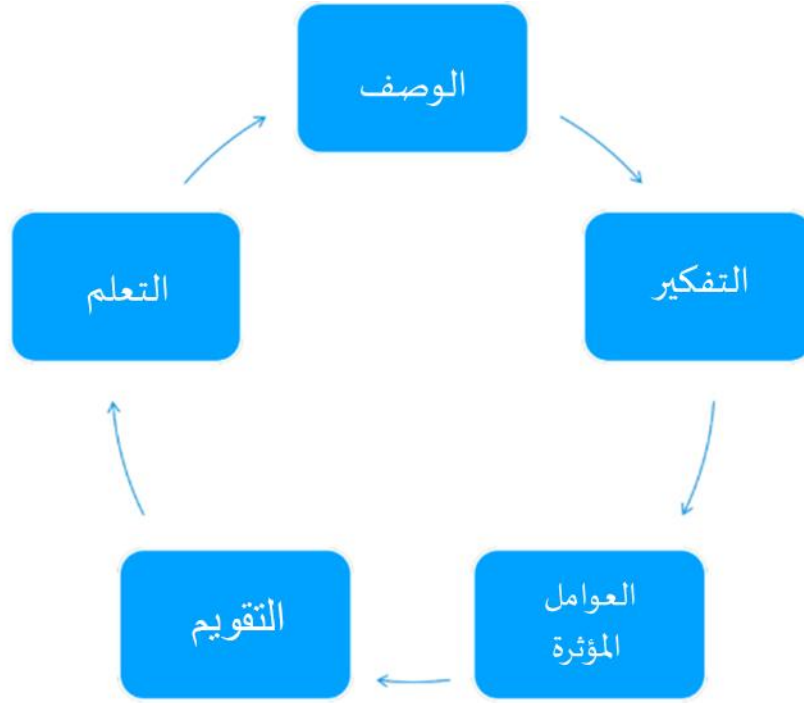 الوصف
التفكير
العوامل
المؤثرة
التقويم
التعلم